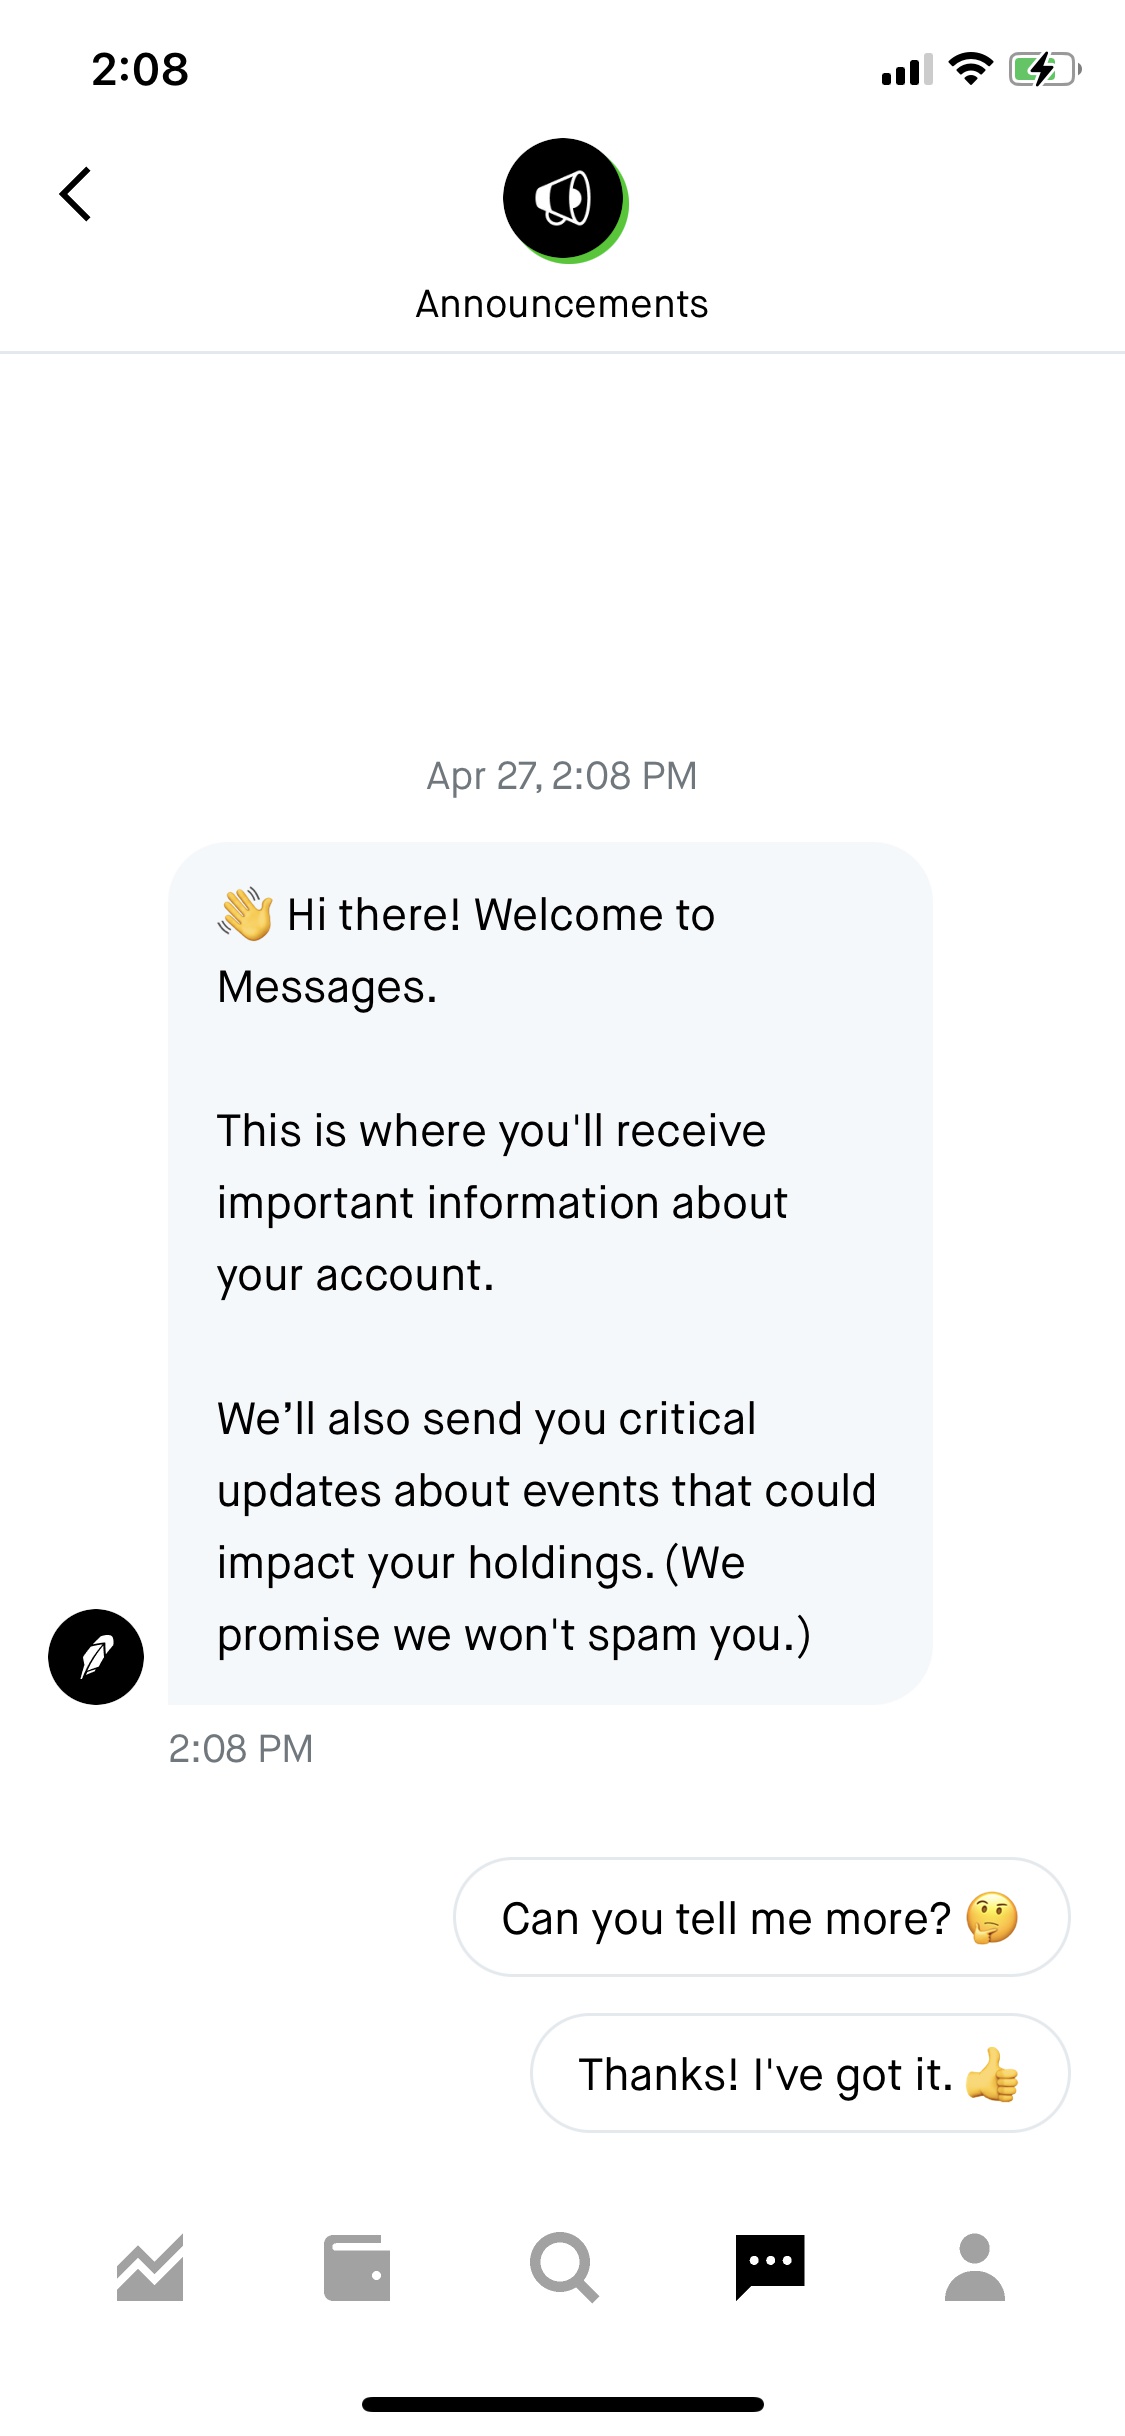 2:08
Announcements
Apr 27, 2:08 PM
👋 Hi there! Welcome to
Messages.
This is where you'll receive
important information about
your account.
We’ll also send you critical
updates about events that could
impact your holdings. (We
promise we won't spam you.)
2:08 PM
Can you tell me more? 🤔
Thanks! I've got it. 👍